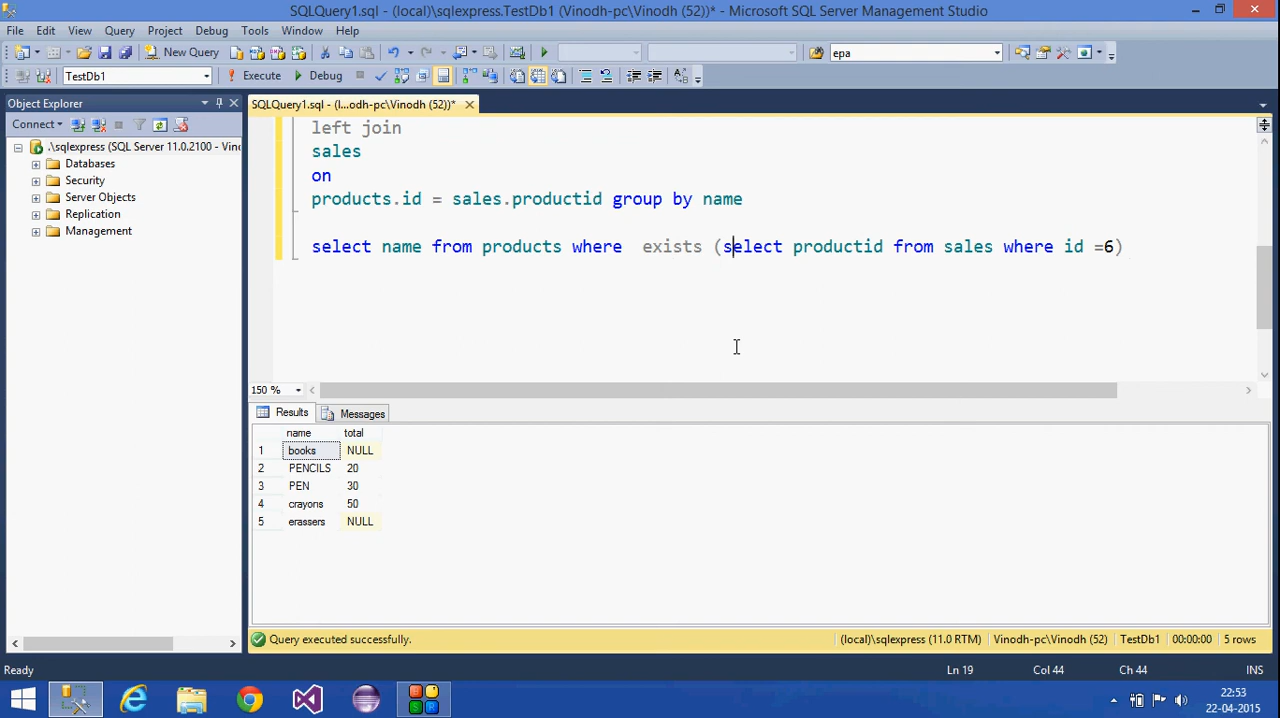 SQLQuery1.sql - (local)\sqlexpress.TestDb1 (Vinodh-pc\Vinodh (52))* - Microsoft SQL Server Management Studio
File Edit View Query Project Debug Tools Window Help
New Query epa
TestDb1 Execute Debug
Object Explorer
SQLQuery1.sql - (l...odh-pc\Vinodh (52))*
Connect
.\sqlexpress (SQL Server 11.0.2100 - Vino
Databases
Security
Server Objects
Replication
Management
left join
sales
on
products.id = sales.productid group by name
select name from products where  exists (select productid from sales where id =6)
150 %
Results Messages
name total
1 books NULL
2 PENCILS 20
3 PEN 30
4 crayons 50
5 erassers NULL
Query executed successfully. (local)\sqlexpress (11.0 RTM) Vinodh-pc\Vinodh (52) TestDb1 00:00:00 5 rows
Ready Ln 19 Col 44 Ch 44 INS
22:53
22-04-2015